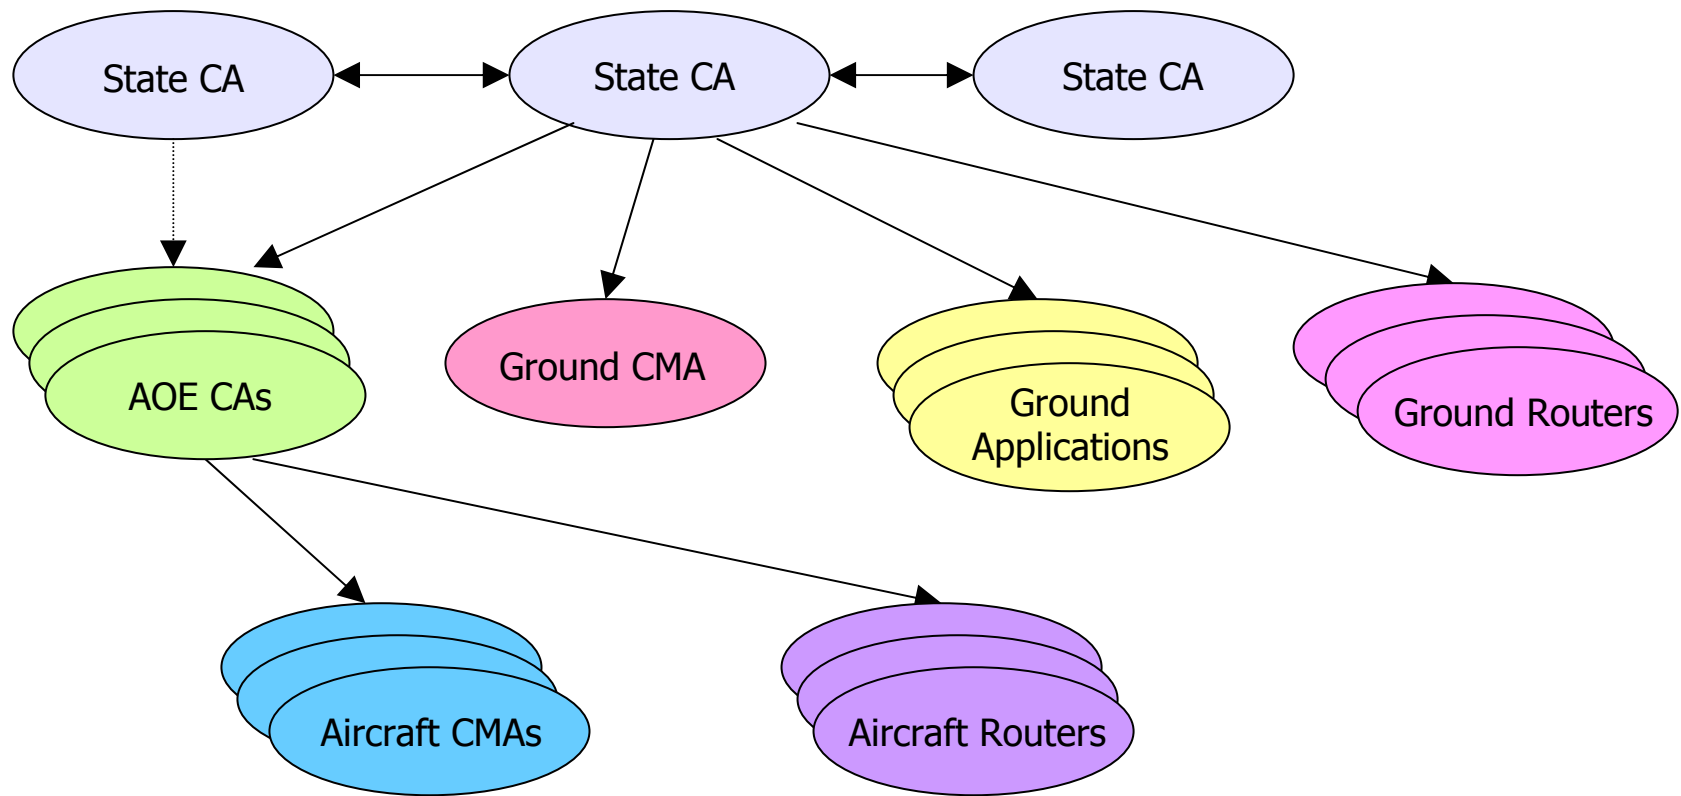 State CA
State CA
State CA
AOE CAs
Ground CMA
Ground
Applications
Ground Routers
Aircraft CMAs
Aircraft Routers